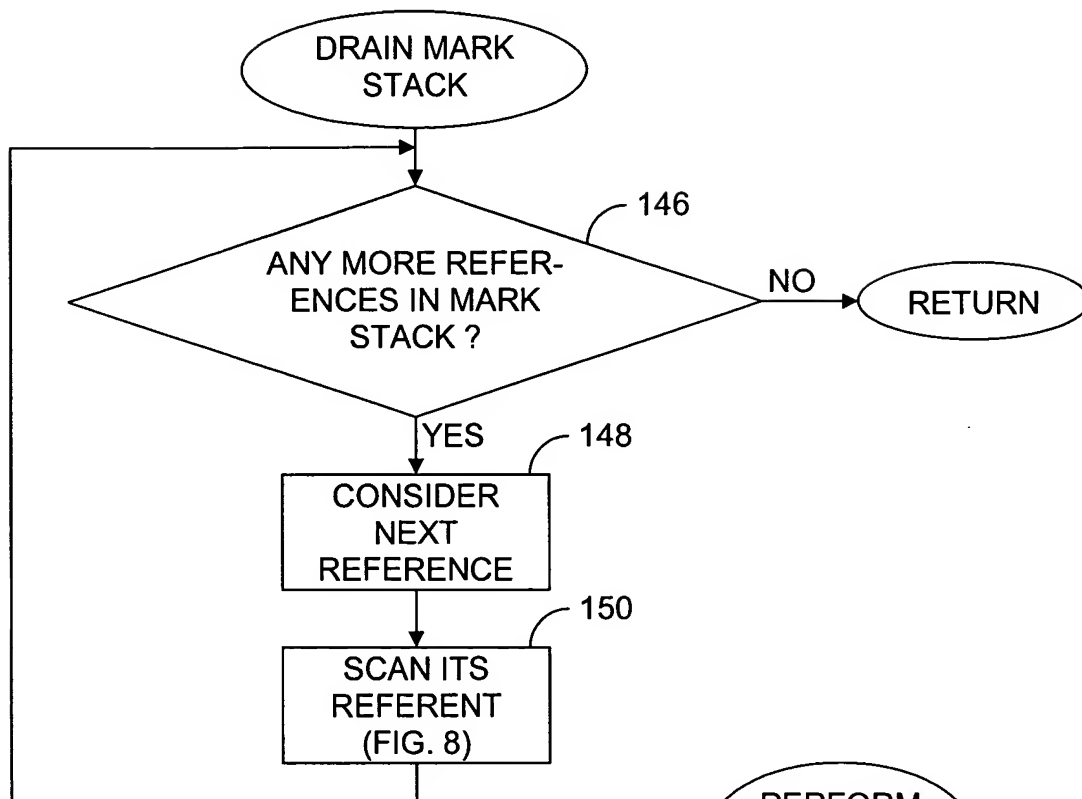 DRAIN MARK
STACK
146
ANY MORE REFER-
ENCES IN MARK
STACK ?
NO
RETURN
YES
148
CONSIDER
NEXT
REFERENCE
150
SCAN ITS
REFERENT
(FIG. 8)
PERFORM